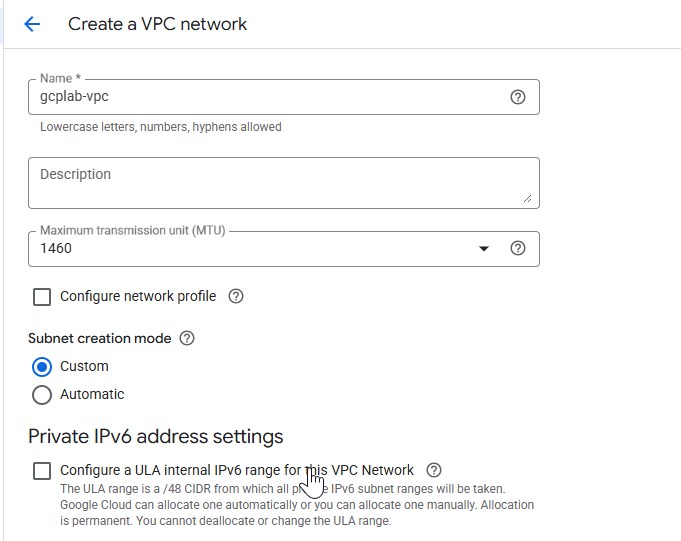 Create a VPC network
Name *
gcplab-vpc
Lowercase letters, numbers, hyphens allowed
Description
Maximum transmission unit (MTU)
1460
Configure network profile
Subnet creation mode
Custom
Automatic
Private IPv6 address settings
Configure a ULA internal IPv6 range for this VPC Network
The ULA range is a /48 CIDR from which all IPv6 subnet ranges will be taken.
Google Cloud can allocate one automatically or you can allocate one manually. Allocation
is permanent. You cannot deallocate or change the ULA range.